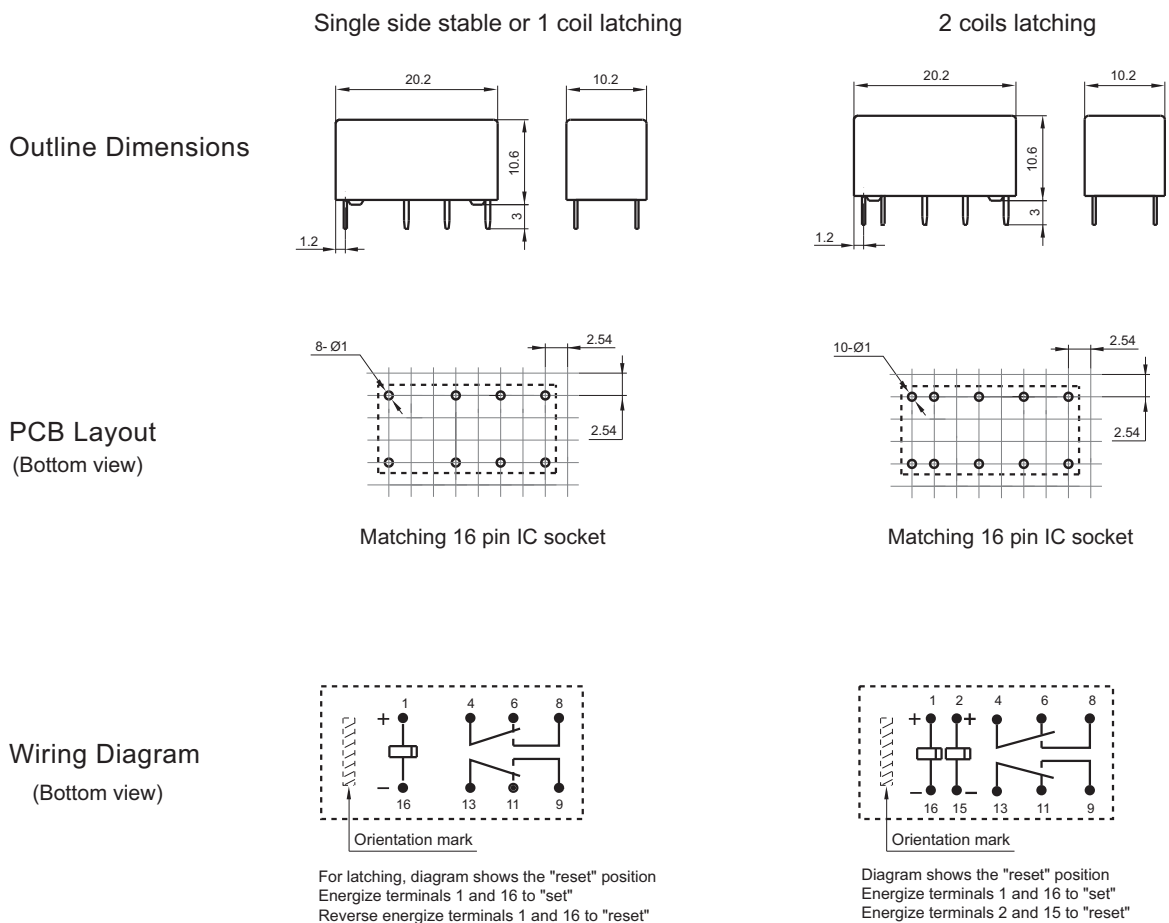 Single side stable or 1 coil latching
2 coils latching
Outline Dimensions
20.2
10.2
10.6
3
1.2
20.2
10.2
10.6
3
1.2
PCB Layout
(Bottom view)
8- Ø1
2.54
2.54
10-Ø1
2.54
2.54
Matching 16 pin IC socket
Matching 16 pin IC socket
Wiring Diagram
(Bottom view)
1 4 6 8
+
−
16 13 11 9
Orientation mark
For latching, diagram shows the "reset" position
Energize terminals 1 and 16 to "set"
Reverse energize terminals 1 and 16 to "reset"
1 2 4 6 8
+ +
− −
16 15 13 11 9
Orientation mark
Diagram shows the "reset" position
Energize terminals 1 and 16 to "set"
Energize terminals 2 and 15 to "reset"